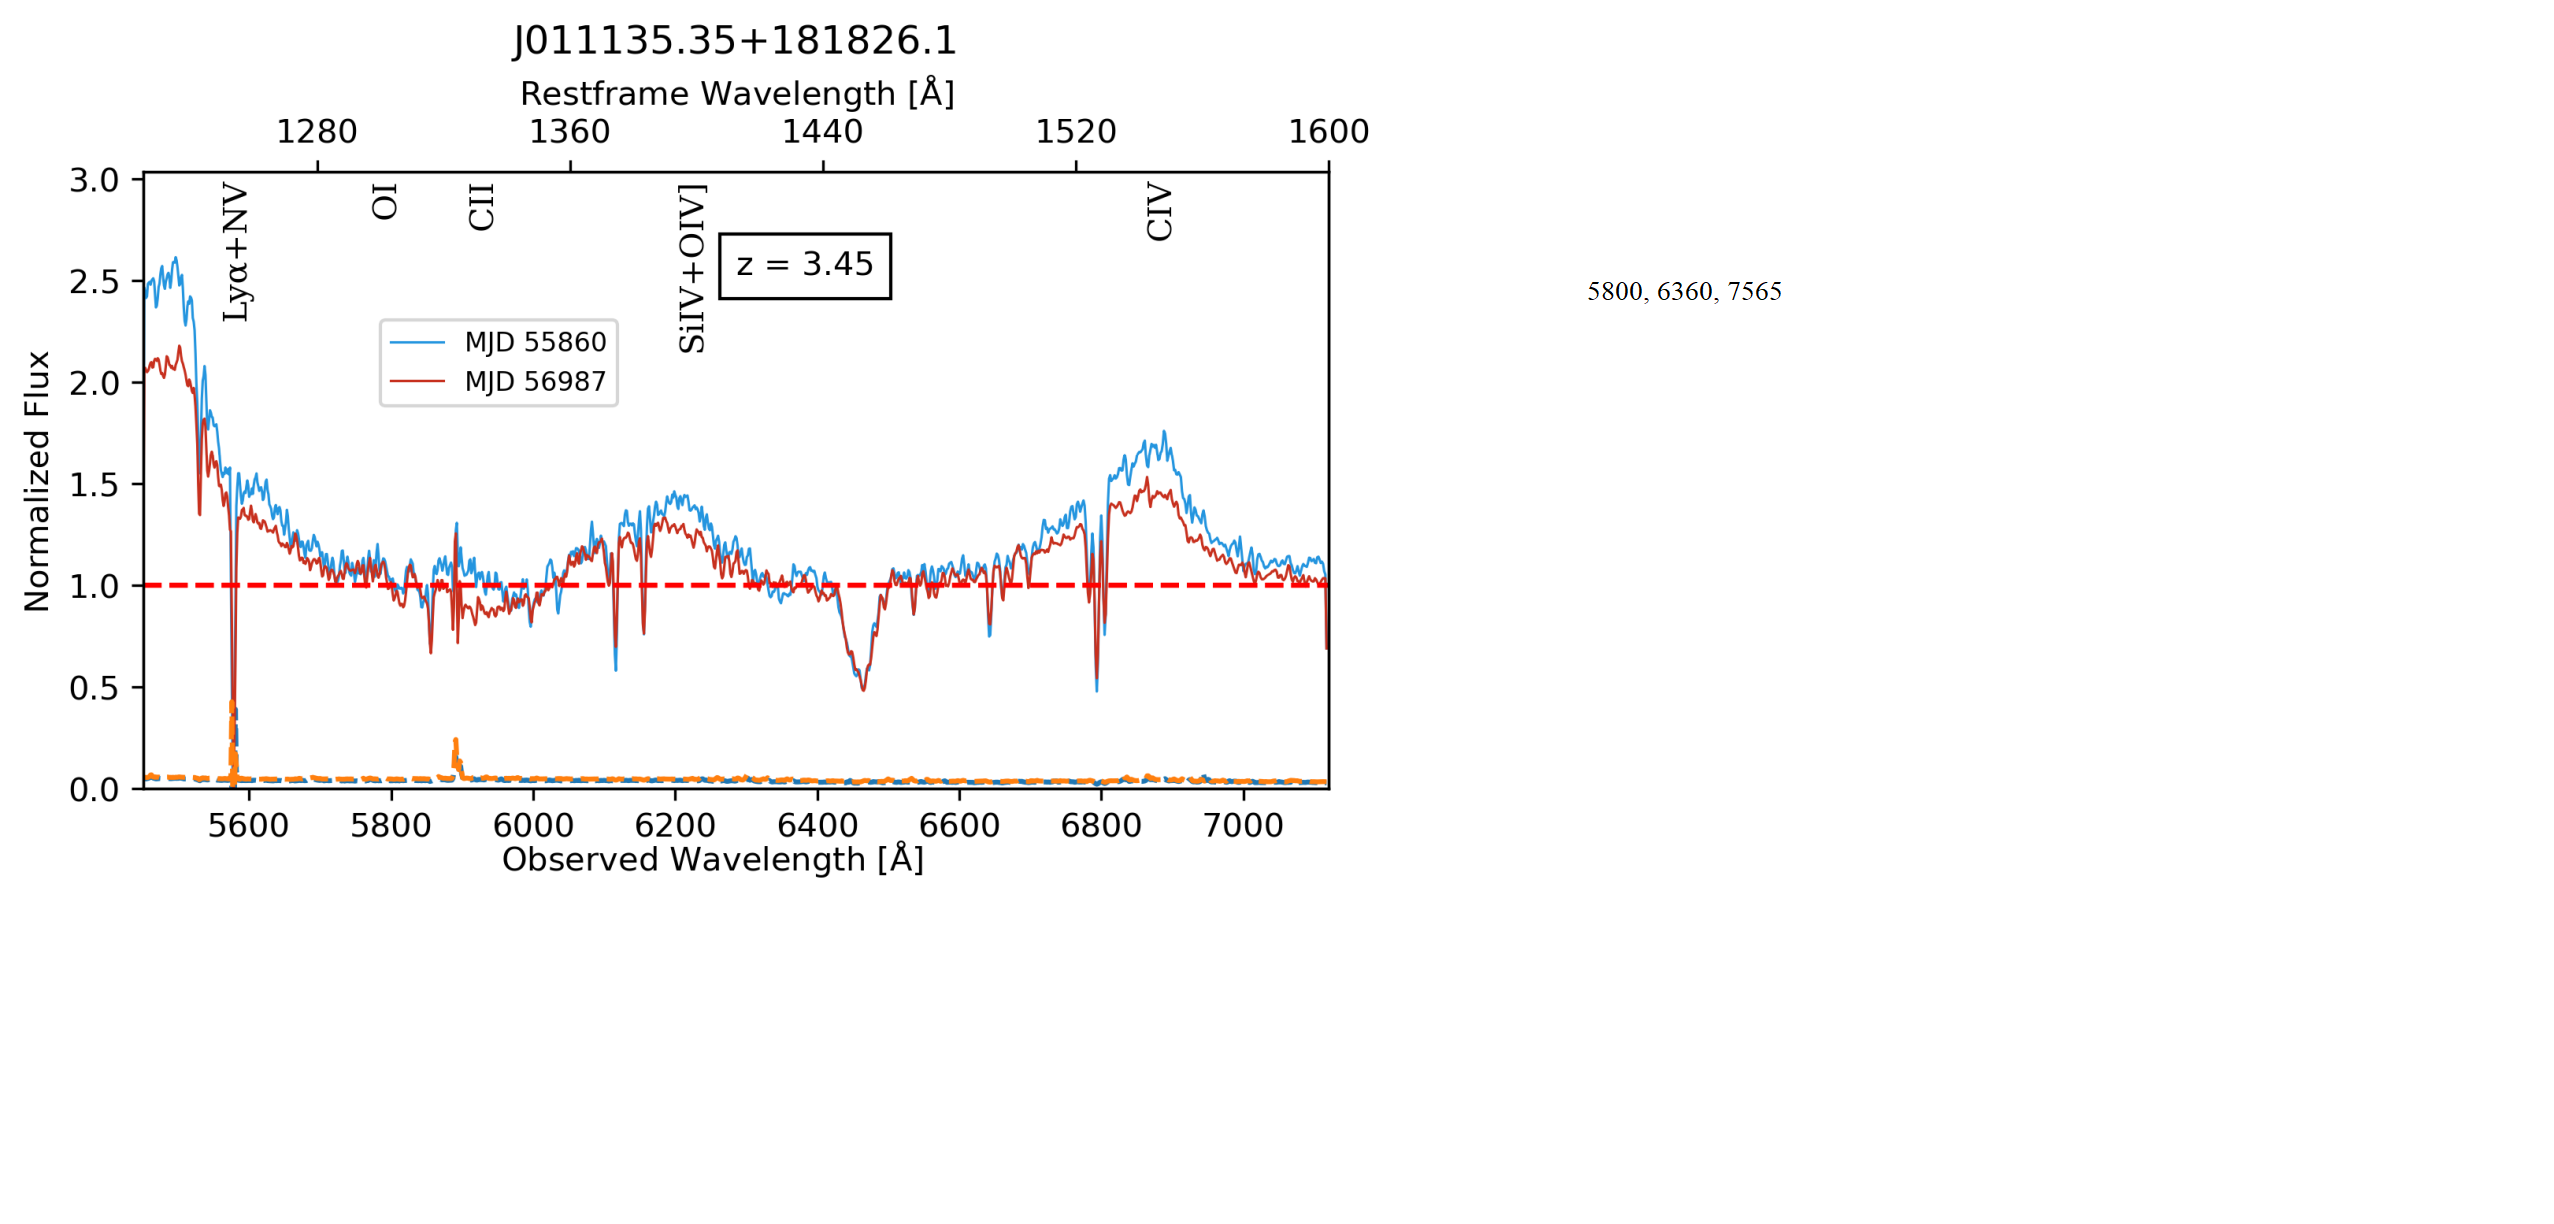 J011135.35+181826.1
Restframe Wavelength [Å]
1280 1360 1440 1520 1600
3.0
2.5
2.0
1.5
1.0
0.5
0.0
Normalized Flux
Lyα+NV
OI
CII
SiIV+OIV]
CIV
z = 3.45
MJD 55860
MJD 56987
5800, 6360, 7565
5600 5800 6000 6200 6400 6600 6800 7000
Observed Wavelength [Å]